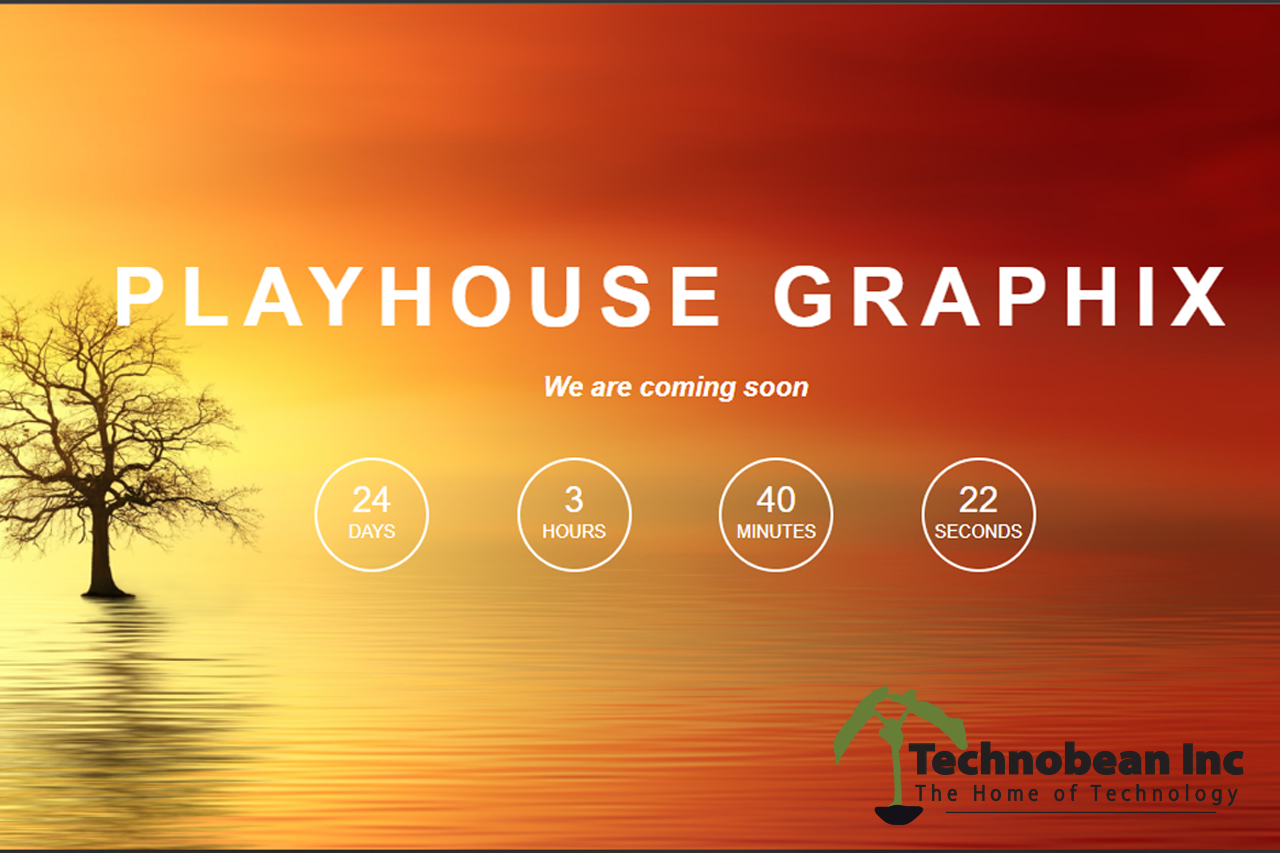 PLAYHOUSE GRAPHIX
We are coming soon
24 3 40 22
DAYS HOURS MINUTES SECONDS
Technobean Inc
The Home of Technology